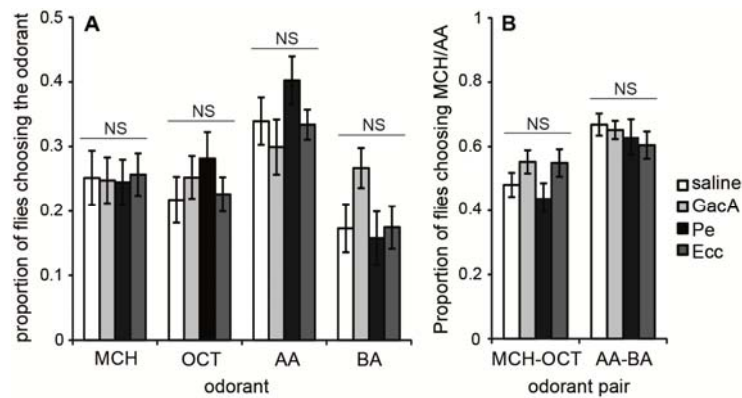 A
proportion of flies choosing the odorant
0.5
0.4
0.3
0.2
0.1
0
NS
NS
NS
NS
MCH
OCT
AA
BA
odorant
B
Proportion of flies choosing MCH/AA
1
0.8
0.6
0.4
0.2
0
NS
NS
MCH-OCT
AA-BA
odorant pair
saline
GacA
Pe
Ecc